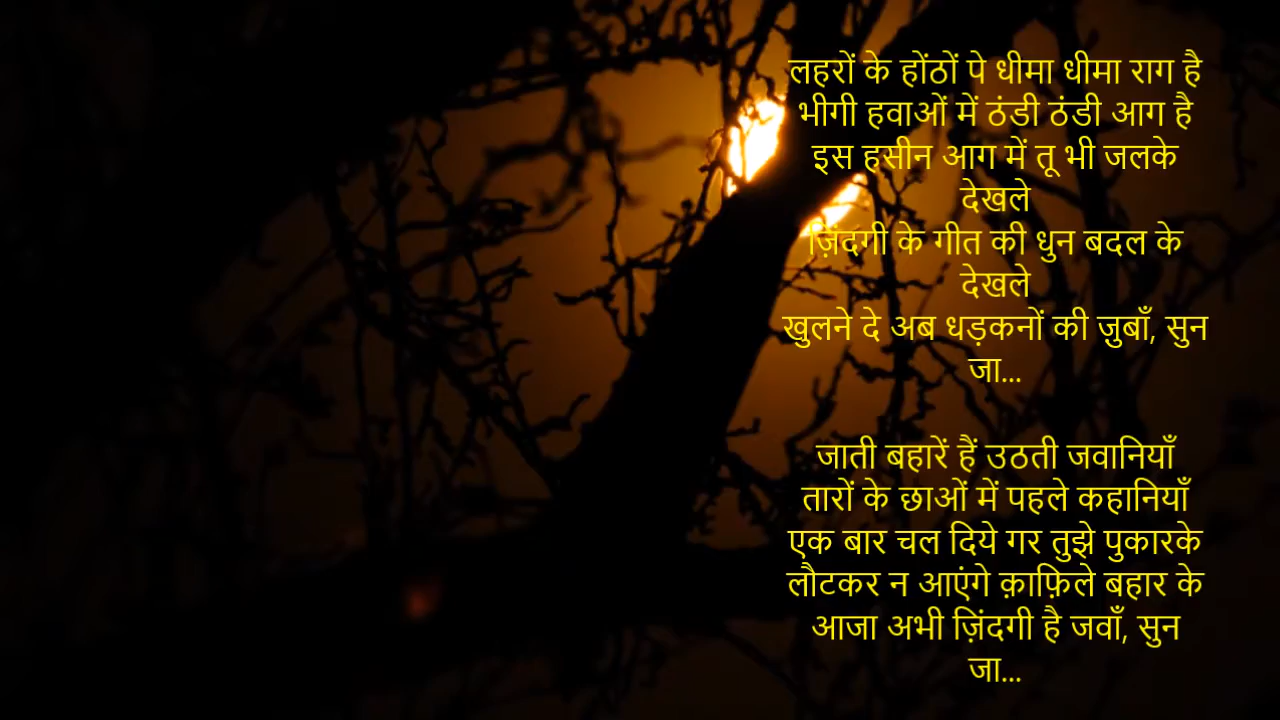 लहरों के होंठों पे धीमा धीमा राग है
भीगी हवाओं में ठंडी ठंडी आग है
इस हसीन आग में तू भी जलके
देखले
ज़िंदगी के गीत की धुन बदल के
देखले
खुलने दे अब धड़कनों की ज़ुबाँ, सुन
जा...
जाती बहारें हैं उठती जवानियाँ
तारों के छाओं में पहले कहानियाँ
एक बार चल दिये गर तुझे पुकारके
लौटकर न आएंगे क़ाफ़िले बहार के
आजा अभी ज़िंदगी है जवाँ, सुन
जा...